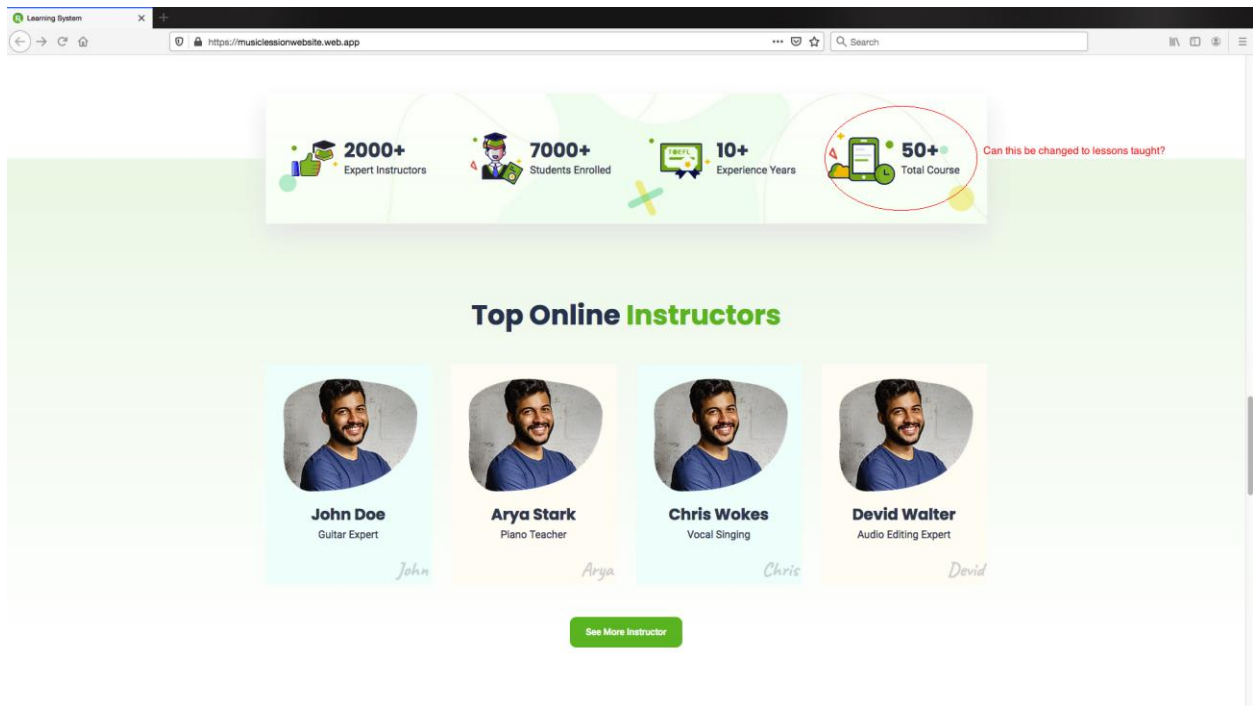 Learning System
https://musiclessionwebsite.web.app
Search
2000+
Expert Instructors
7000+
Students Enrolled
TOEFL
10+
Experience Years
50+
Total Course
Can this be changed to lessons taught?
Top Online Instructors
John Doe
Guitar Expert
John
Arya Stark
Piano Teacher
Arya
Chris Wokes
Vocal Singing
Chris
Devid Walter
Audio Editing Expert
Devid
See More Instructor